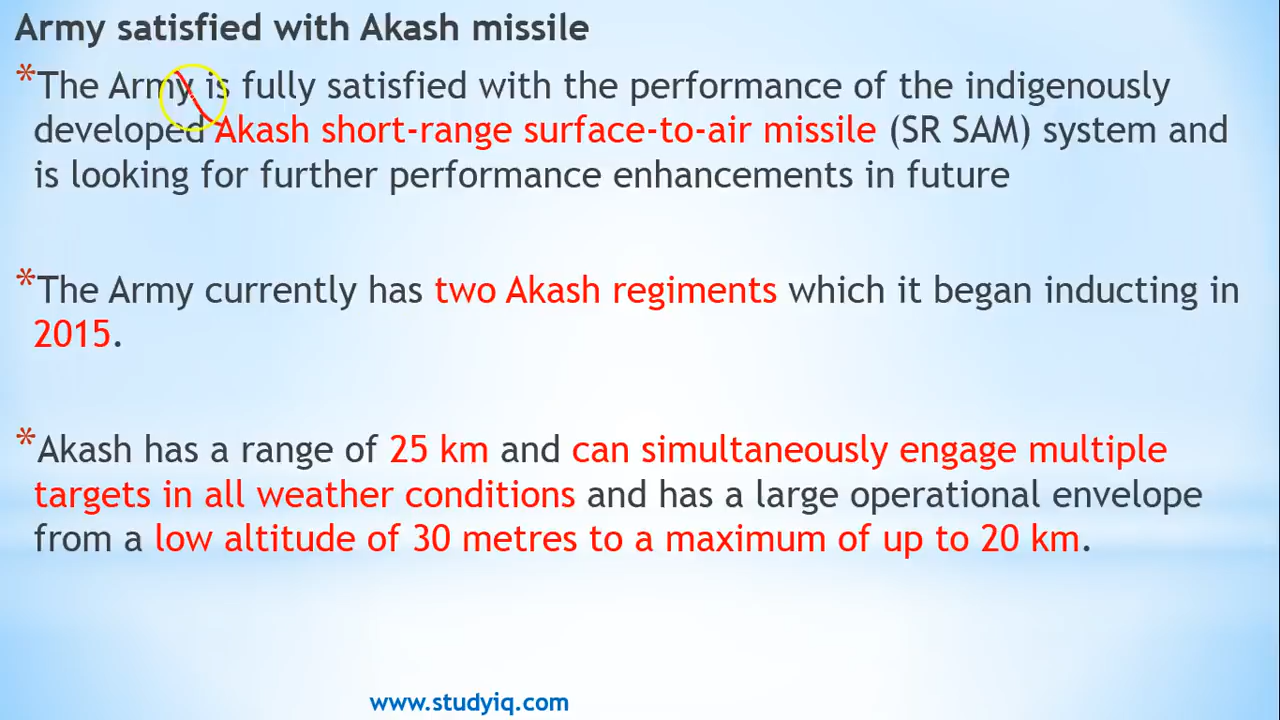 Army satisfied with Akash missile
*The Army is fully satisfied with the performance of the indigenously
developed Akash short-range surface-to-air missile (SR SAM) system and
is looking for further performance enhancements in future
*The Army currently has two Akash regiments which it began inducting in
2015.
*Akash has a range of 25 km and can simultaneously engage multiple
targets in all weather conditions and has a large operational envelope
from a low altitude of 30 metres to a maximum of up to 20 km.
www.studyiq.com